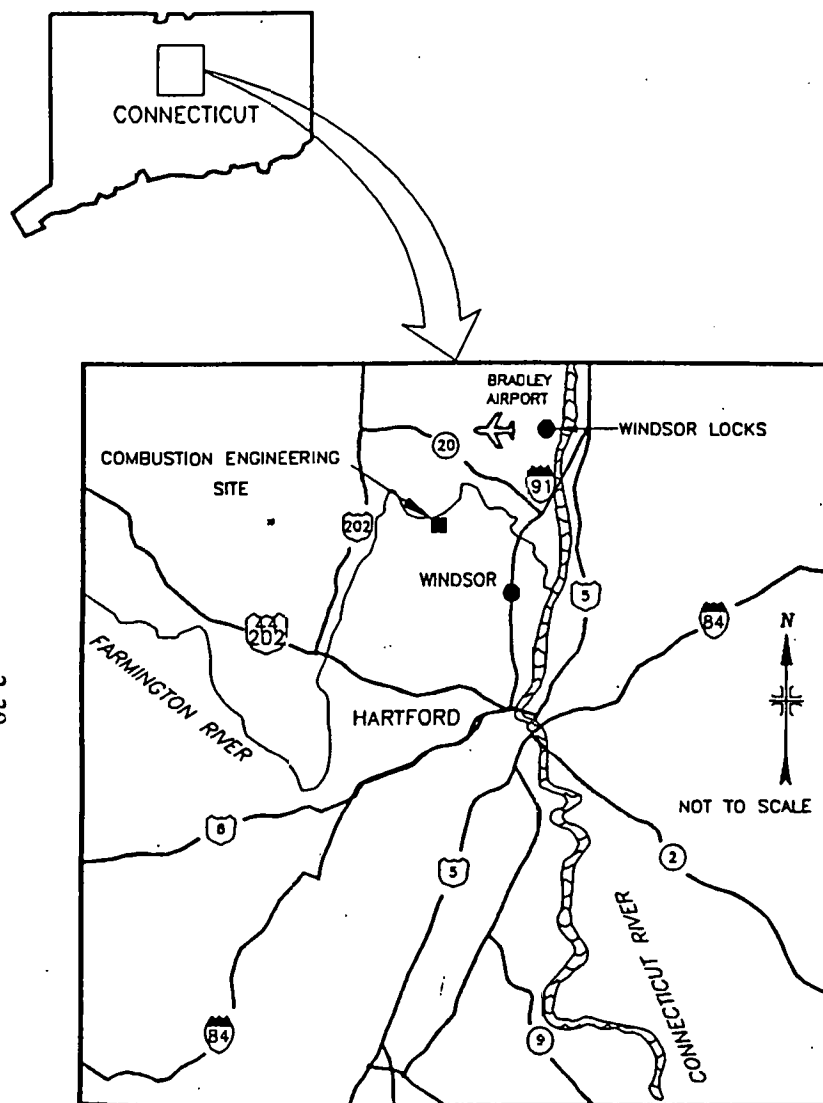 CONNECTICUT
BRADLEY
AIRPORT
WINDSOR LOCKS
20
COMBUSTION ENGINEERING
SITE
91
202
WINDSOR
5
84
44
202
N
FARMINGTON RIVER
HARTFORD
NOT TO SCALE
6
5
2
CONNECTICUT RIVER
84
9